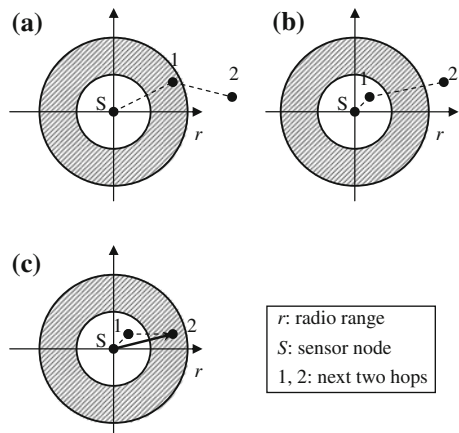 (a)
1
2
S
r
(b)
1
2
S
r
(c)
1
2
S
r
r: radio range
S: sensor node
1, 2: next two hops